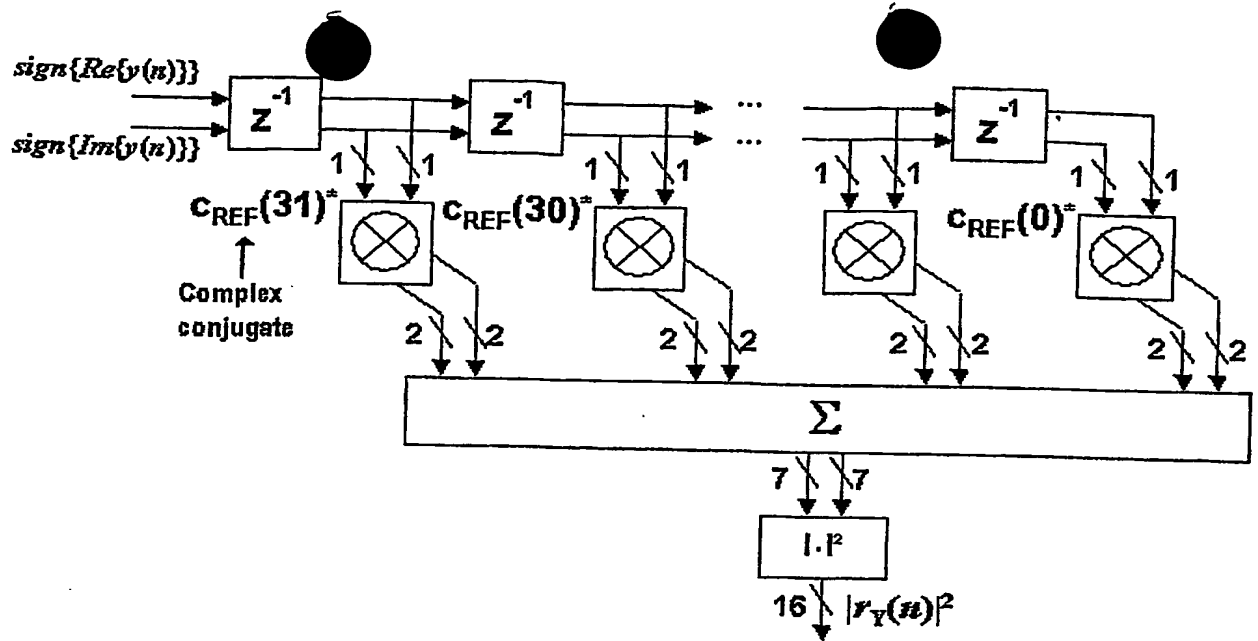 sign{Re{y(n)}}
sign{Im{y(n)}}
z⁻¹
z⁻¹
...
...
z⁻¹
1 1
1 1
1 1
1 1
c_REF(31)*
c_REF(30)*
c_REF(0)*
Complex
conjugate
2 2
2 2
2 2
2 2
Σ
7 7
|·|²
16
|r_Y(n)|²